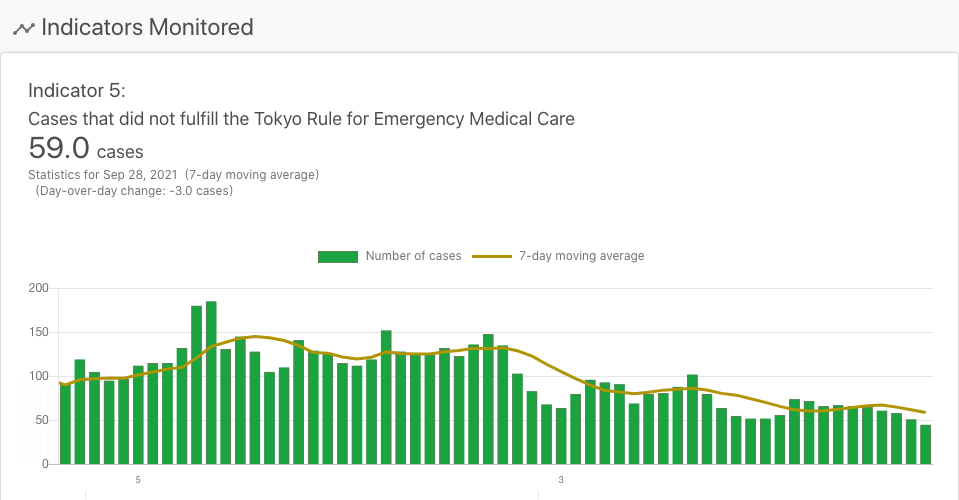 Indicators Monitored
Indicator 5:
Cases that did not fulfill the Tokyo Rule for Emergency Medical Care
59.0 cases
Statistics for Sep 28, 2021 (7-day moving average)
(Day-over-day change: -3.0 cases)
Number of cases 7-day moving average
200
150
100
50
0
5 3